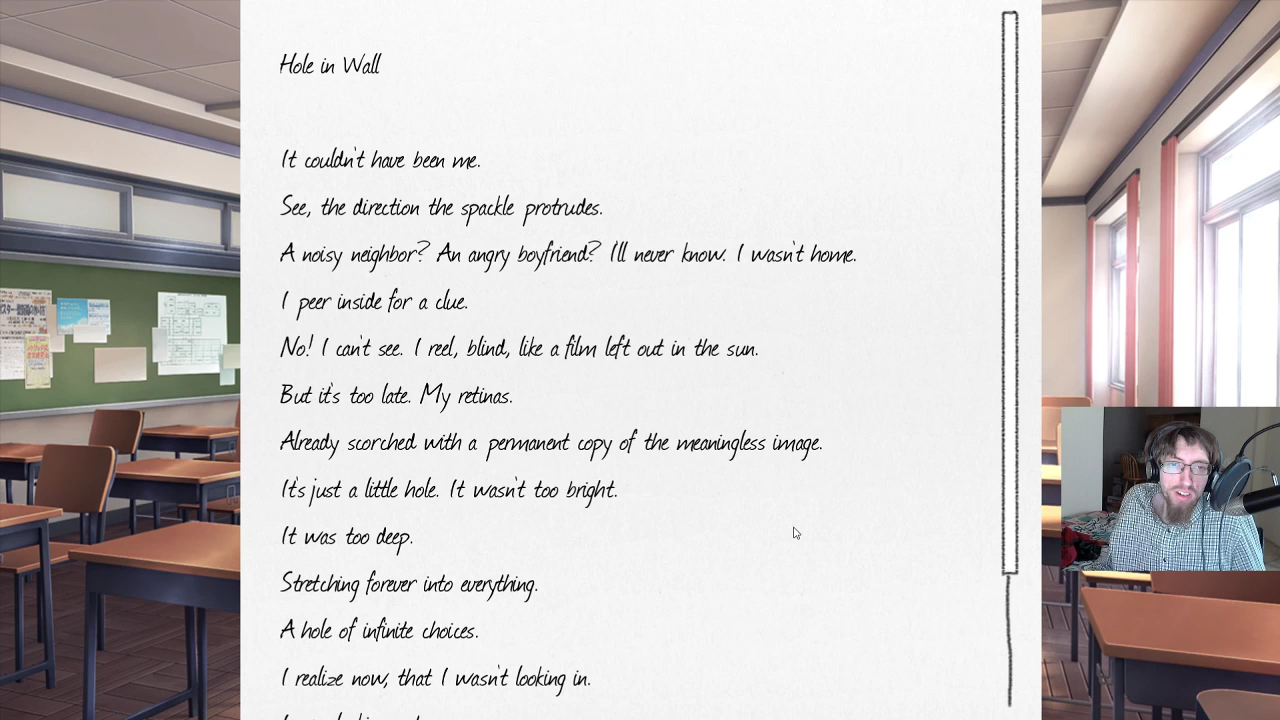 Hole in Wall
It couldn't have been me.
See, the direction the spackle protrudes.
A noisy neighbor? An angry boyfriend? I'll never know. I wasn't home.
I peer inside for a clue.
No! I can't see. I reel, blind, like a film left out in the sun.
But it's too late. My retinas.
Already scorched with a permanent copy of the meaningless image.
It's just a little hole. It wasn't too bright.
It was too deep.
Stretching forever into everything.
A hole of infinite choices.
I realize now, that I wasn't looking in.